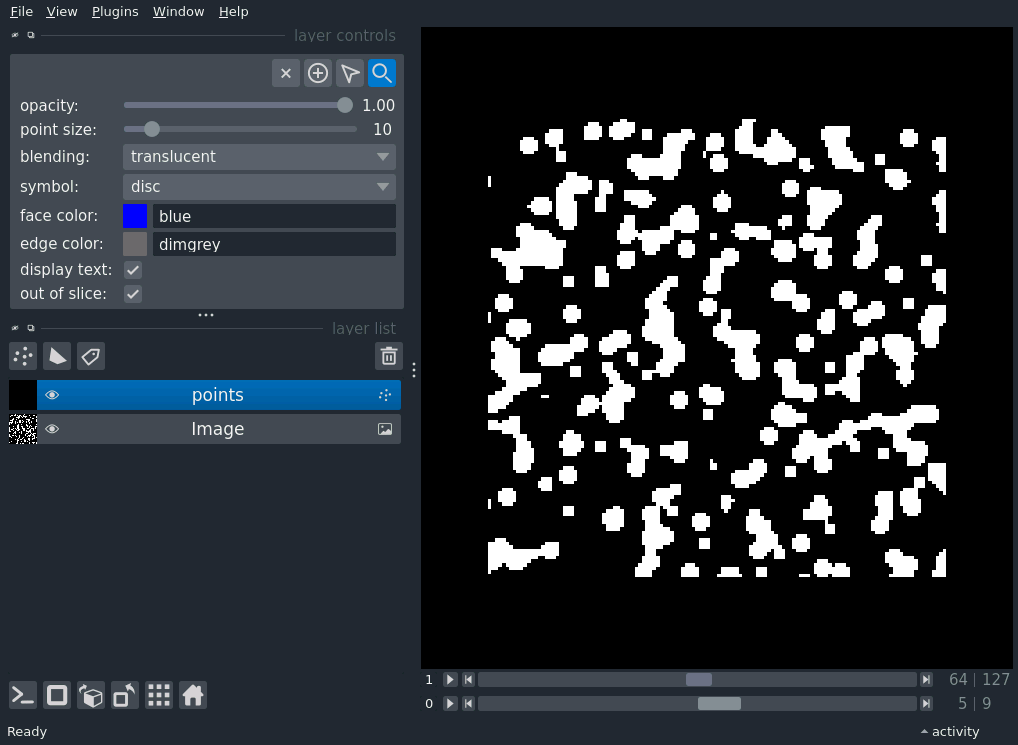 File View Plugins Window Help
layer controls
opacity: 1.00
point size: 10
blending: translucent
symbol: disc
face color: blue
edge color: dimgrey
display text:
out of slice:
layer list
points
Image
1 64 | 127
0 5 | 9
Ready activity